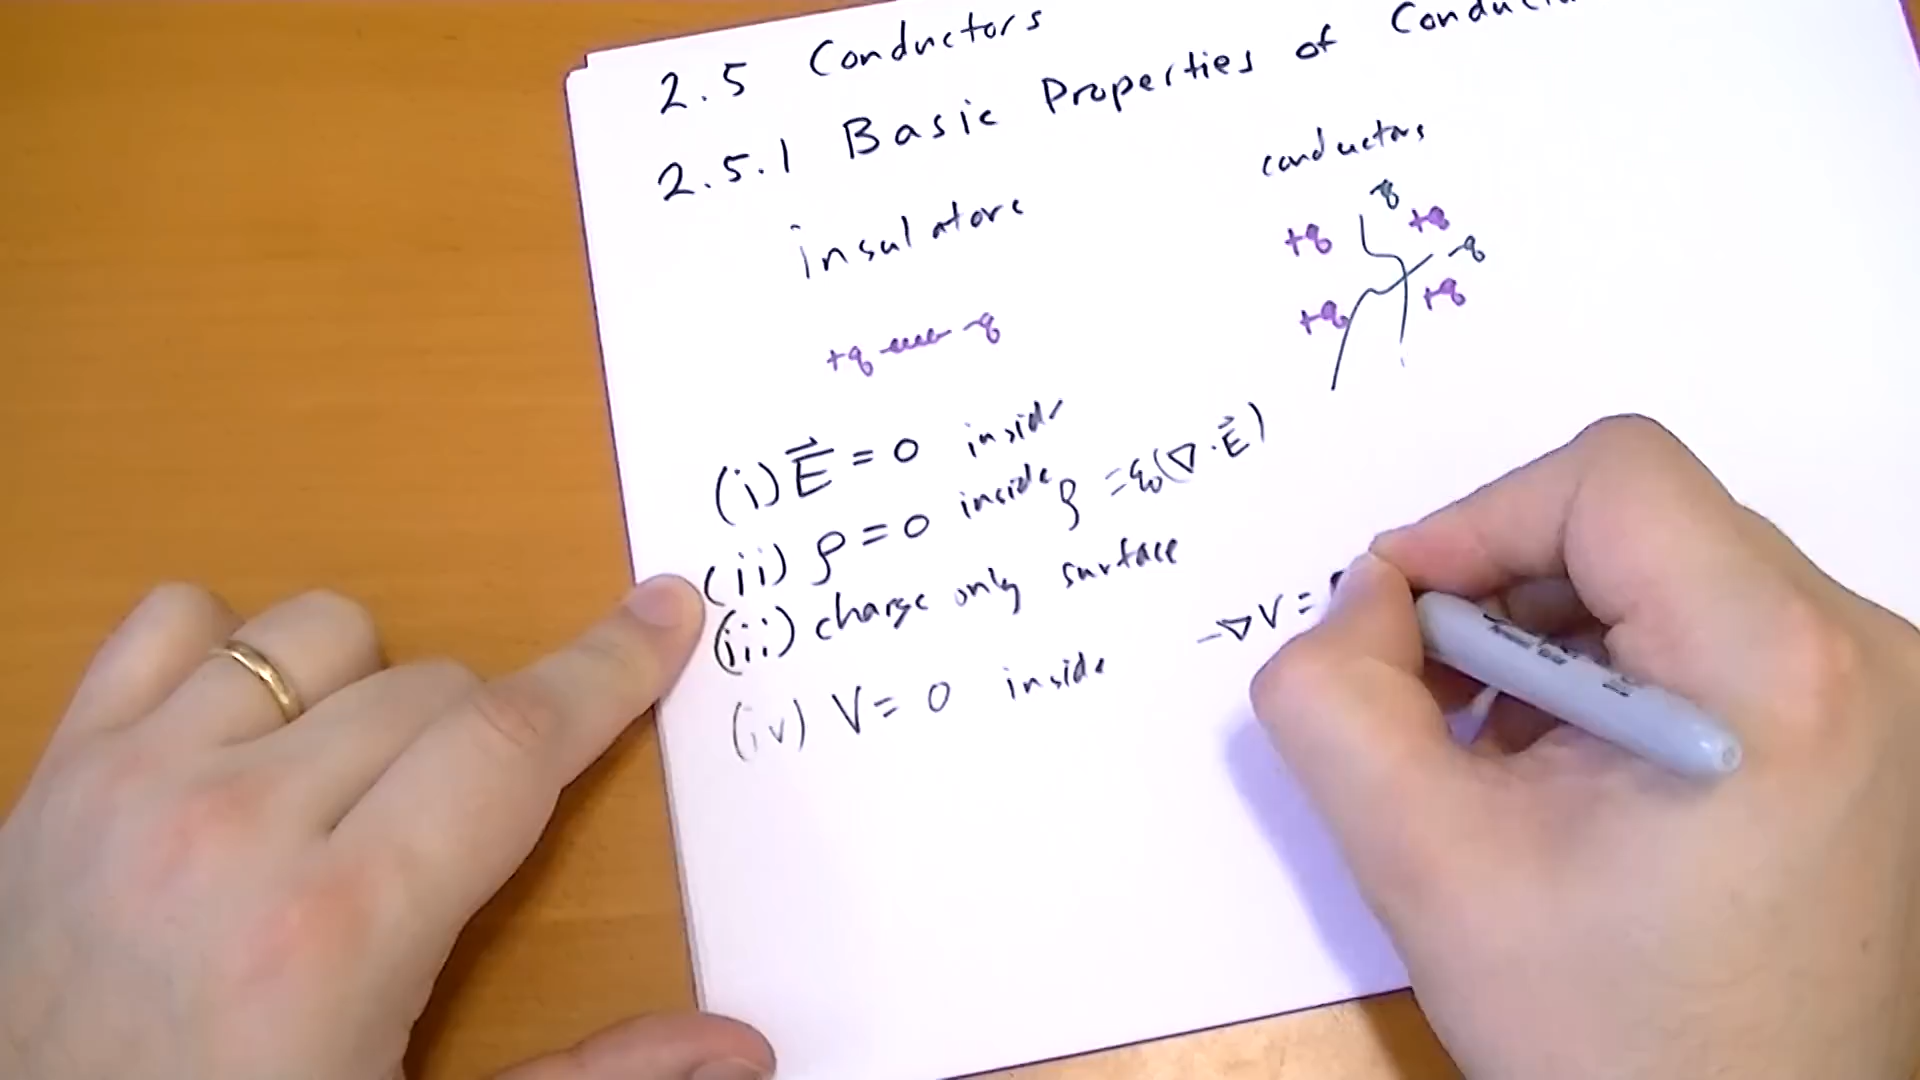 2.5 Conductors
2.5.1 Basic Properties of Conduct
insulators
conductors
-q
+q +q
-q
+q +q
+q -q
(i) E⃗ = 0 inside
(ii) ρ = 0 inside ρ = ε₀(∇·E⃗)
(iii) charge only surface
(iv) V = 0 inside -∇V =